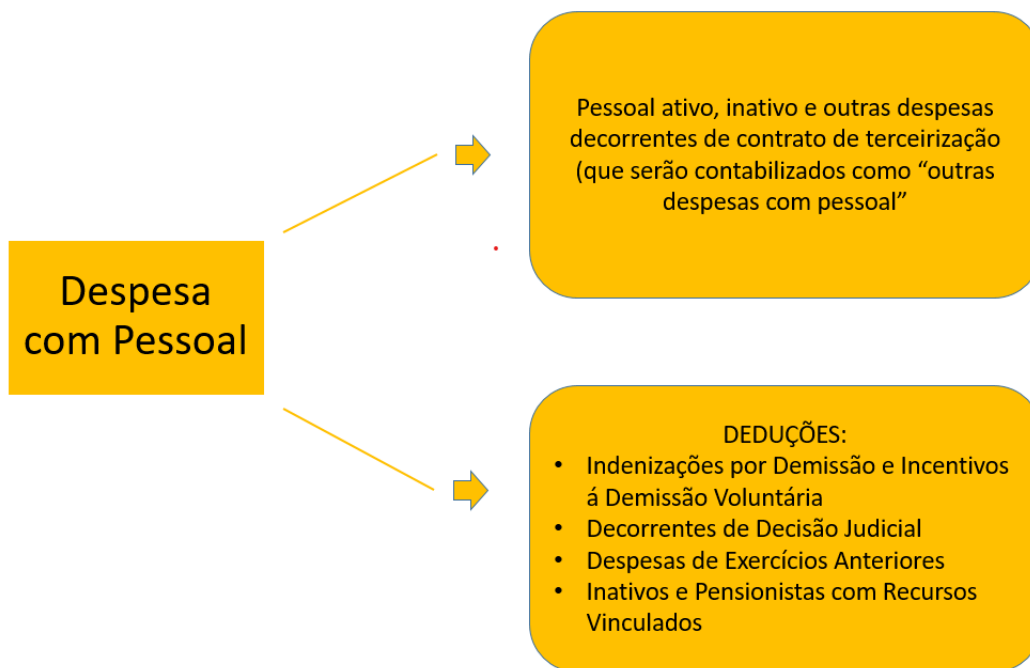 Despesa
com Pessoal
Pessoal ativo, inativo e outras despesas
decorrentes de contrato de terceirização
(que serão contabilizados como “outras
despesas com pessoal”
DEDUÇÕES:
• Indenizações por Demissão e Incentivos
á Demissão Voluntária
• Decorrentes de Decisão Judicial
• Despesas de Exercícios Anteriores
• Inativos e Pensionistas com Recursos
Vinculados